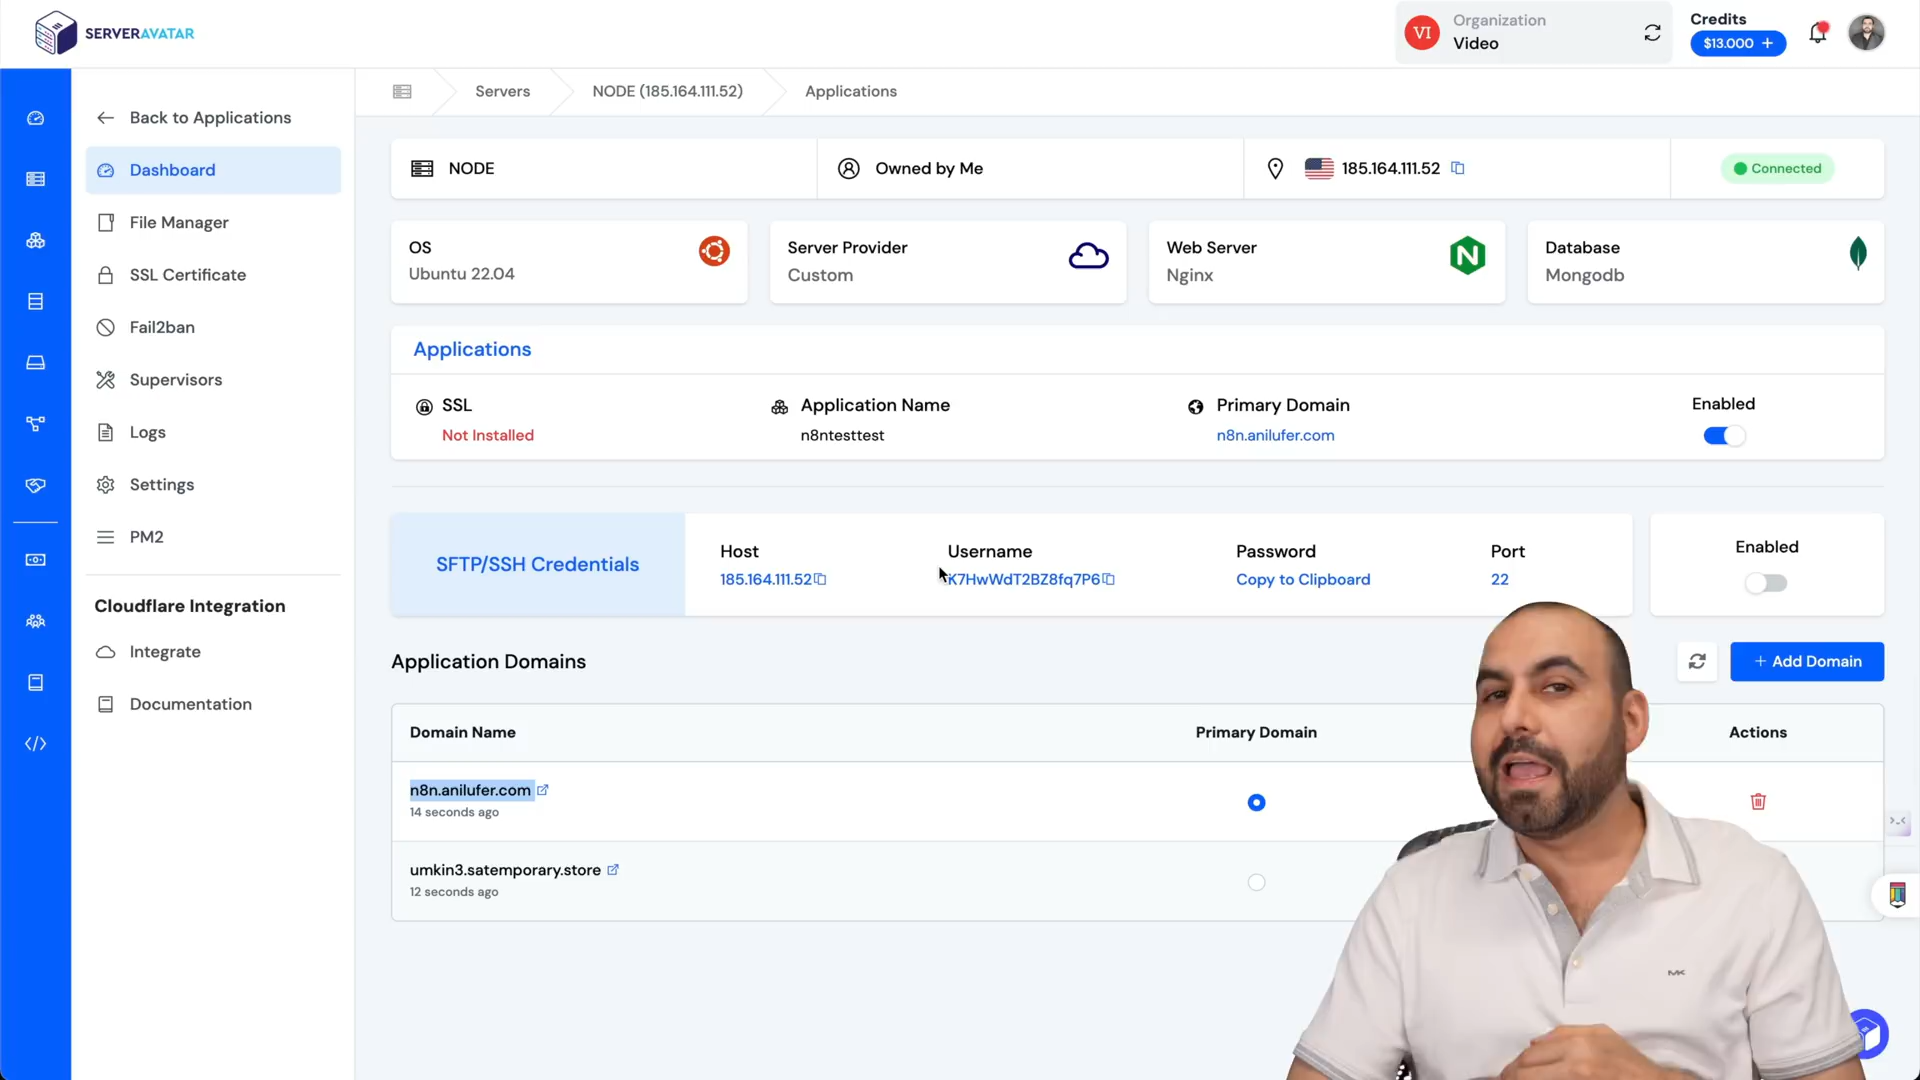 SERVERAVATAR
VI
Organization
Video
Credits
$13.000 +
Servers
NODE (185.164.111.52)
Applications
Back to Applications
Dashboard
File Manager
SSL Certificate
Fail2ban
Supervisors
Logs
Settings
PM2
Cloudflare Integration
Integrate
Documentation
NODE
Owned by Me
185.164.111.52
Connected
OS
Ubuntu 22.04
Server Provider
Custom
Web Server
Nginx
Database
Mongodb
Applications
SSL
Not Installed
Application Name
n8ntesttest
Primary Domain
n8n.anilufer.com
Enabled
SFTP/SSH Credentials
Host
185.164.111.52
Username
K7HwWdT2BZ8fq7P6
Password
Copy to Clipboard
Port
22
Enabled
Application Domains
+ Add Domain
Domain Name
Primary Domain
Actions
n8n.anilufer.com
14 seconds ago
umkin3.satemporary.store
12 seconds ago
MK